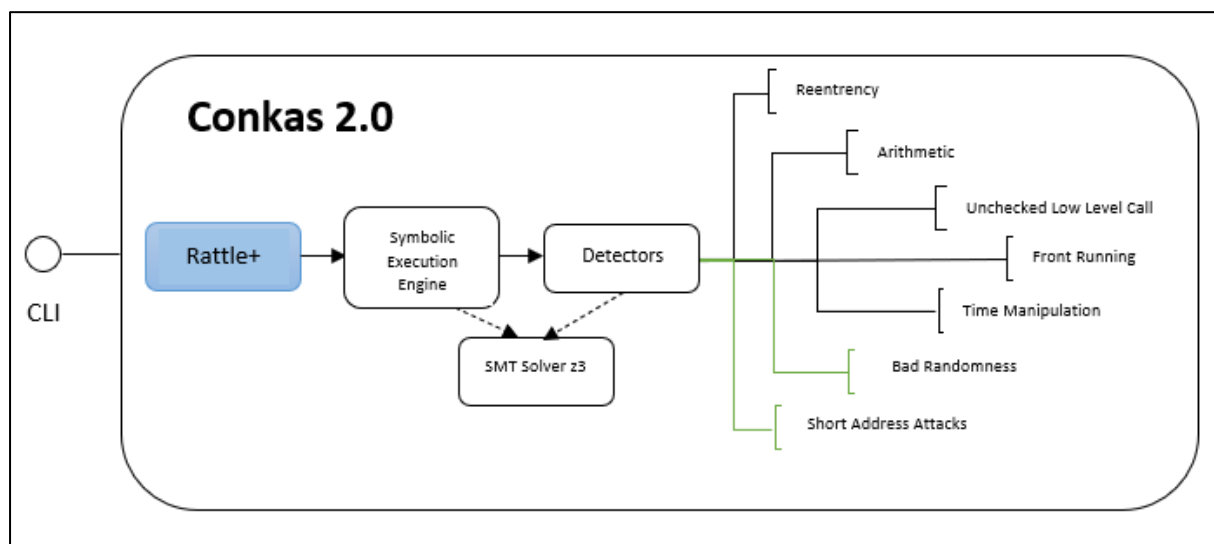 Conkas 2.0
CLI
Rattle+
Symbolic
Execution
Engine
Detectors
SMT Solver z3
Reentrency
Arithmetic
Unchecked Low Level Call
Front Running
Time Manipulation
Bad Randomness
Short Address Attacks